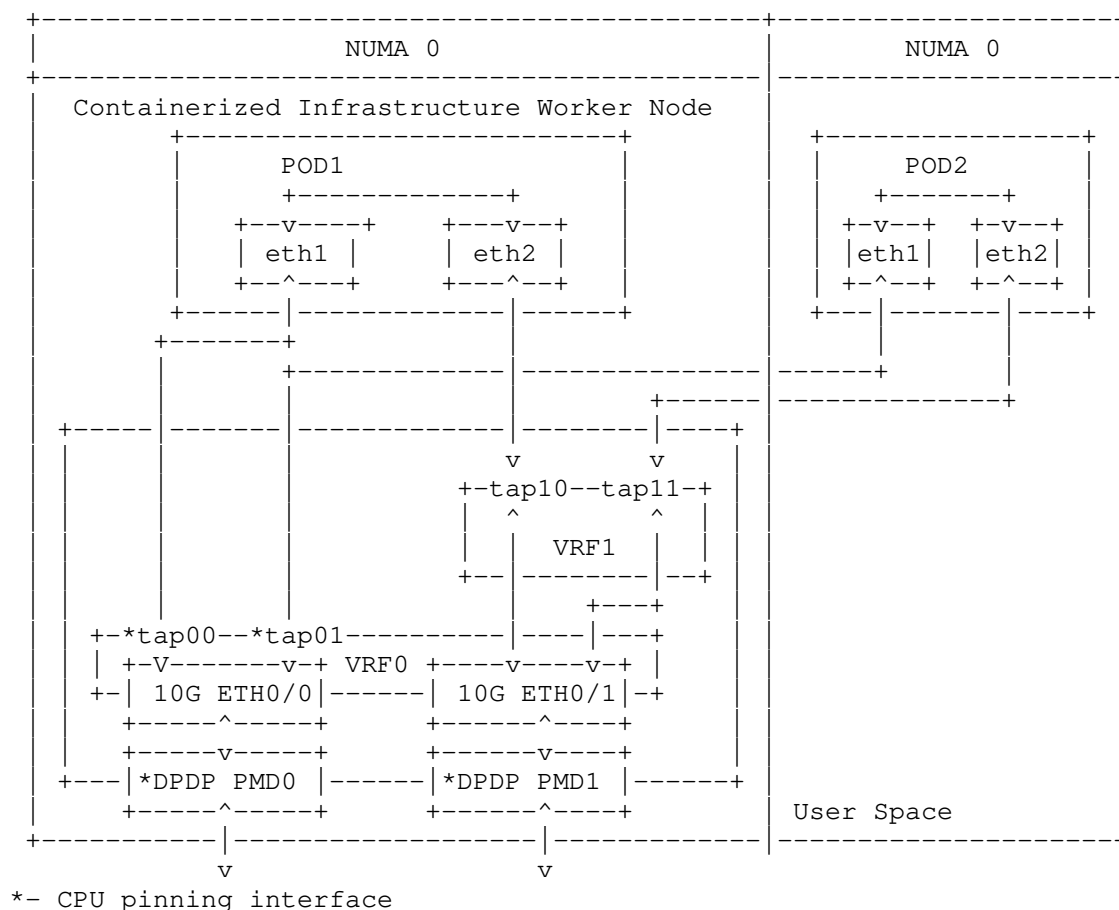 NUMA 0 NUMA 0
Containerized Infrastructure Worker Node
POD1 POD2
eth1 eth2 eth1 eth2
tap10--tap11
VRF1
*tap00--*tap01
VRF0
10G ETH0/0 10G ETH0/1
*DPDP PMD0 *DPDP PMD1
User Space
*- CPU pinning interface